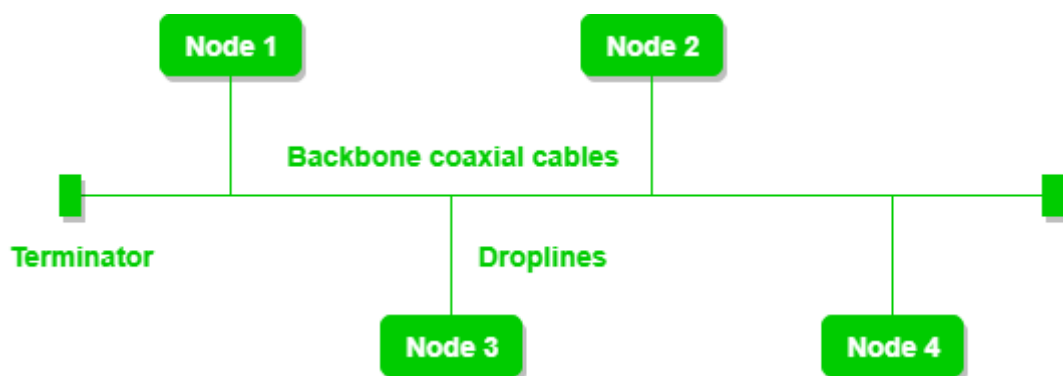 Node 1
Node 2
Backbone coaxial cables
Terminator
Droplines
Node 3
Node 4